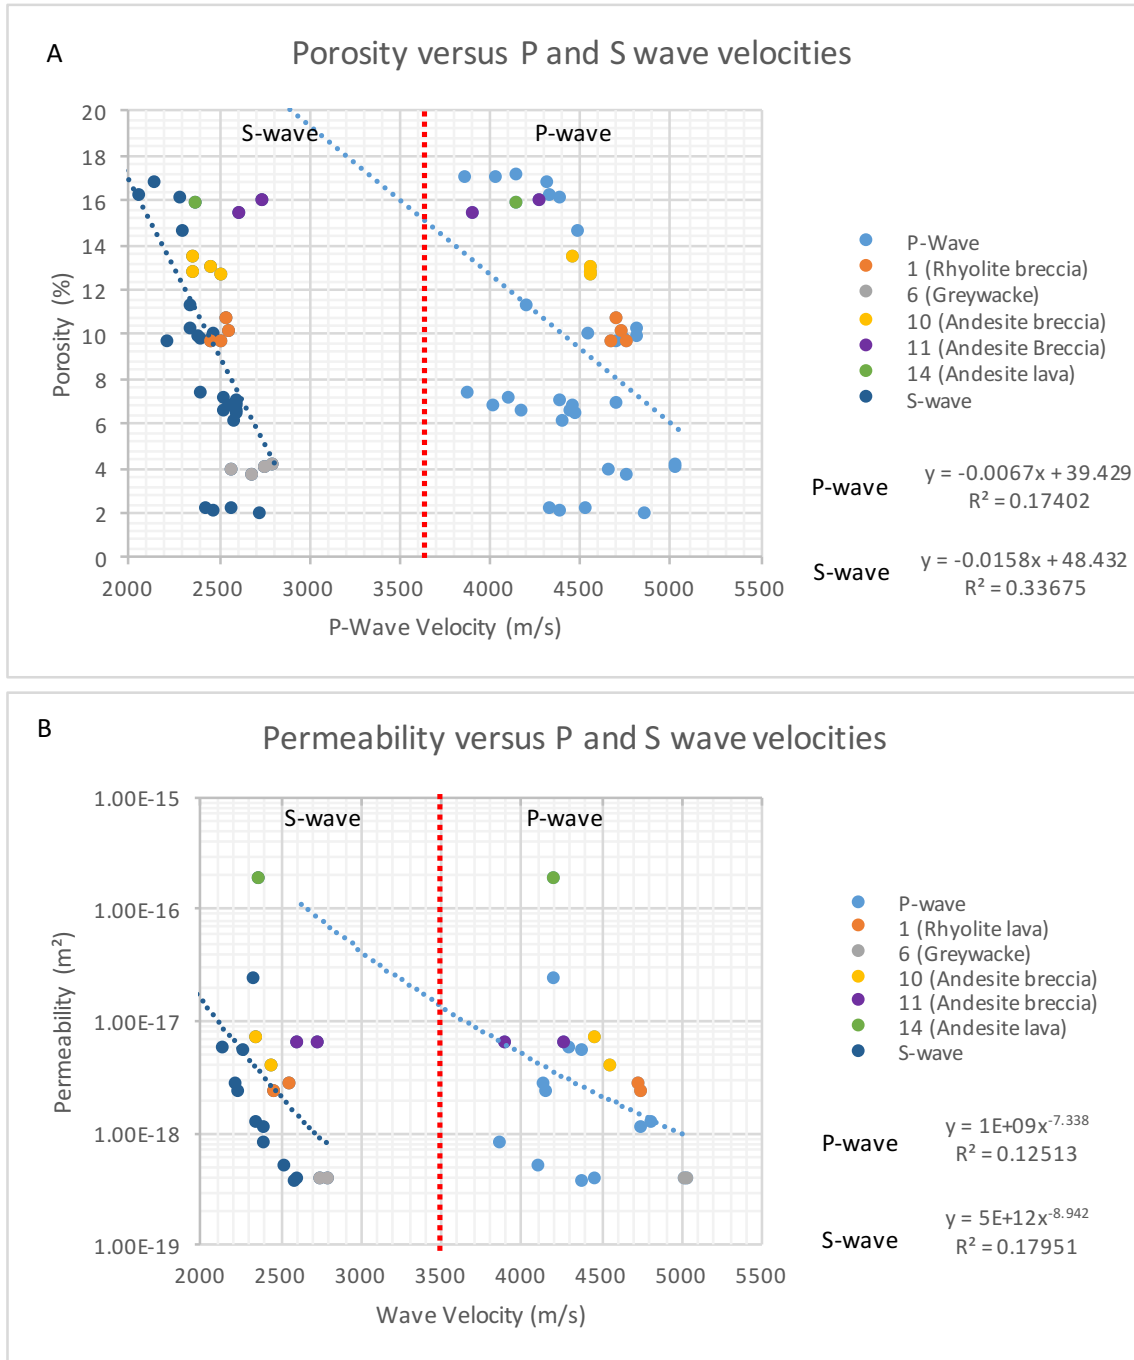 A
Porosity versus P and S wave velocities
S-wave
P-wave
20
18
16
14
12
10
8
6
4
2
0
Porosity (%)
2000 2500 3000 3500 4000 4500 5000 5500
P-Wave Velocity (m/s)
P-Wave
1 (Rhyolite breccia)
6 (Greywacke)
10 (Andesite breccia)
11 (Andesite Breccia)
14 (Andesite lava)
S-wave
P-wave
y = -0.0067x + 39.429
R² = 0.17402
S-wave
y = -0.0158x + 48.432
R² = 0.33675
B
Permeability versus P and S wave velocities
S-wave
P-wave
1.00E-15
1.00E-16
1.00E-17
1.00E-18
1.00E-19
Permeability (m²)
2000 2500 3000 3500 4000 4500 5000 5500
Wave Velocity (m/s)
P-wave
1 (Rhyolite lava)
6 (Greywacke)
10 (Andesite breccia)
11 (Andesite breccia)
14 (Andesite lava)
S-wave
P-wave
y = 1E+09x^-7.338
R² = 0.12513
S-wave
y = 5E+12x^-8.942
R² = 0.17951